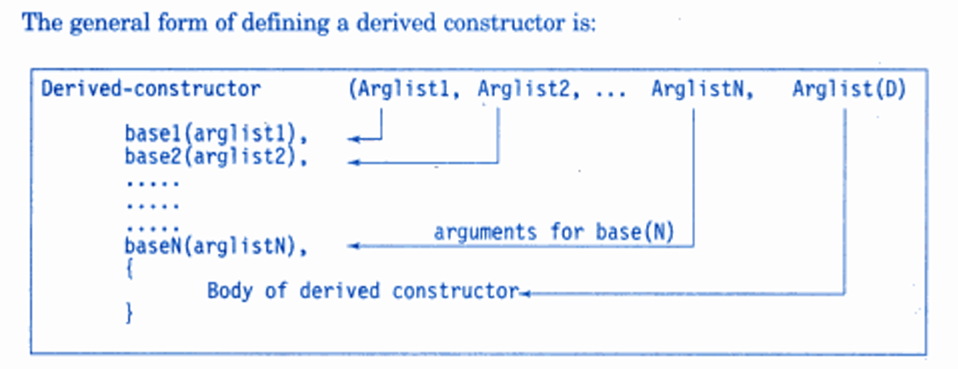 The general form of defining a derived constructor is:
Derived-constructor (Arglist1, Arglist2, ... ArglistN, Arglist(D)
base1(arglist1),
base2(arglist2),
.....
.....
.....
baseN(arglistN),
arguments for base(N)
{
Body of derived constructor
}